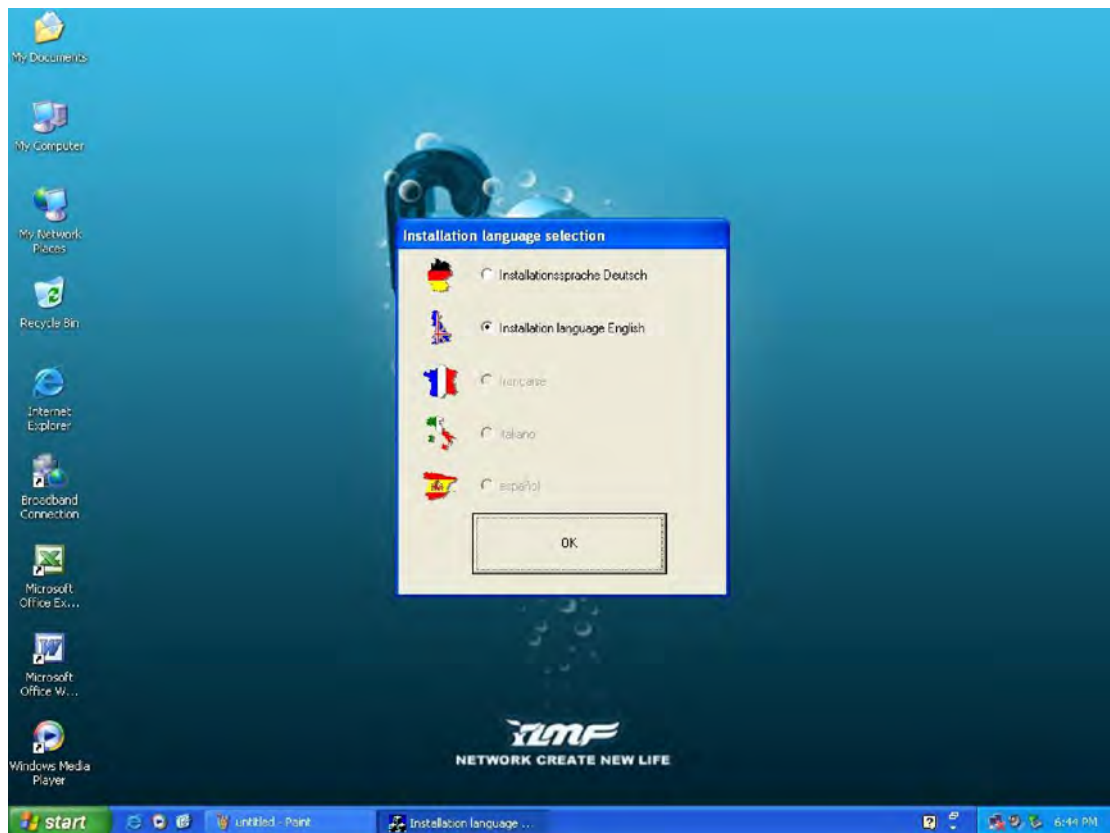 My Documents
My Computer
My Network
Places
Recycle Bin
Internet
Explorer
Broadband
Connection
Microsoft
Office Ex...
Microsoft
Office W...
Windows Media
Player
Installation language selection
Installationssprache Deutsch
Installation language English
française
italiano
español
OK
YLMF
NETWORK CREATE NEW LIFE
start
untitled - Paint
Installation language ...
6:44 PM